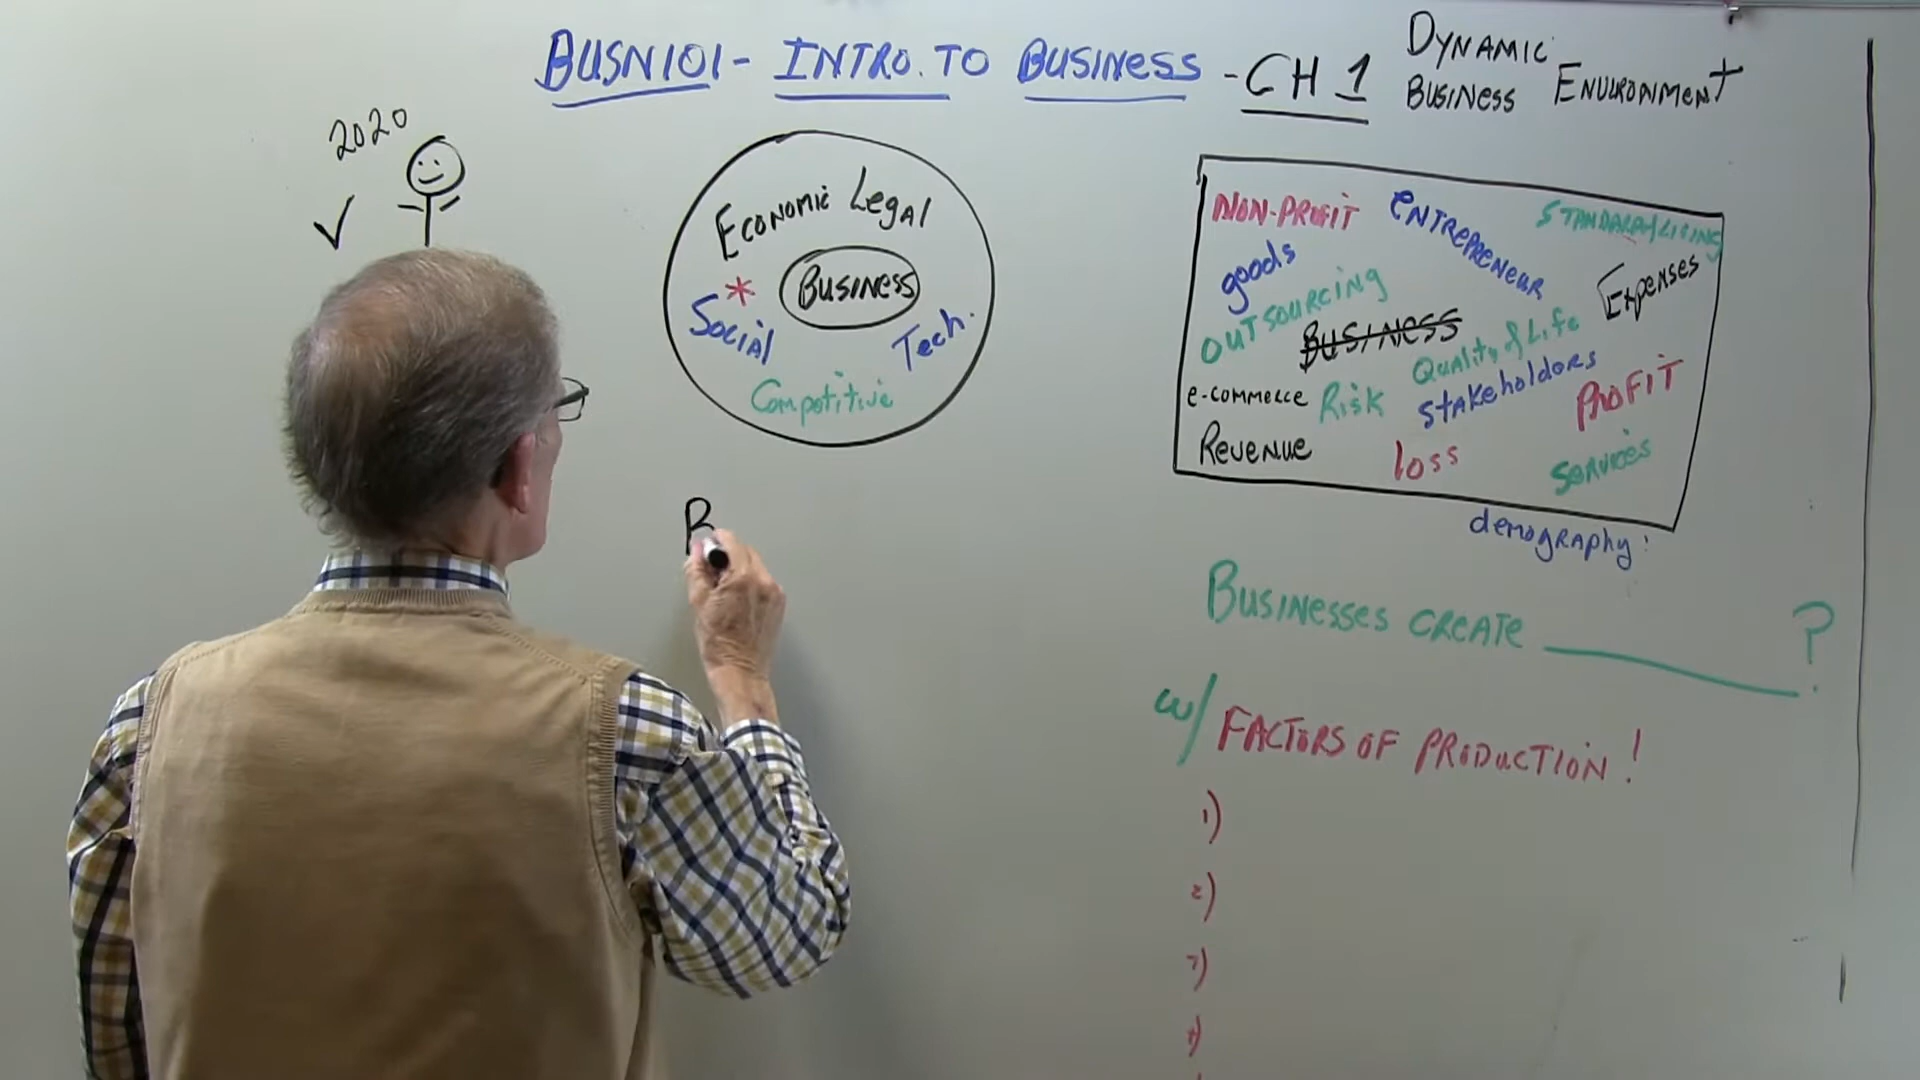 BUSN101 - INTRO. TO BUSINESS - CH 1 DYNAMIC
BUSINESS ENVIRONMENT
2020
Economic Legal
* BUSINESS
Social
Tech.
Competitive
B
NON-PROFIT
entrepreneur
STANDARD of LIVING
goods
Expenses
OUTSOURCING
BUSINESS
Quality of Life
e-commerce
Risk
stakeholders
PROFIT
Revenue
loss
services
demography:
BUSINESSES CREATE ________ ?
w/ FACTORS OF PRODUCTION!
1)
2)
3)
4)